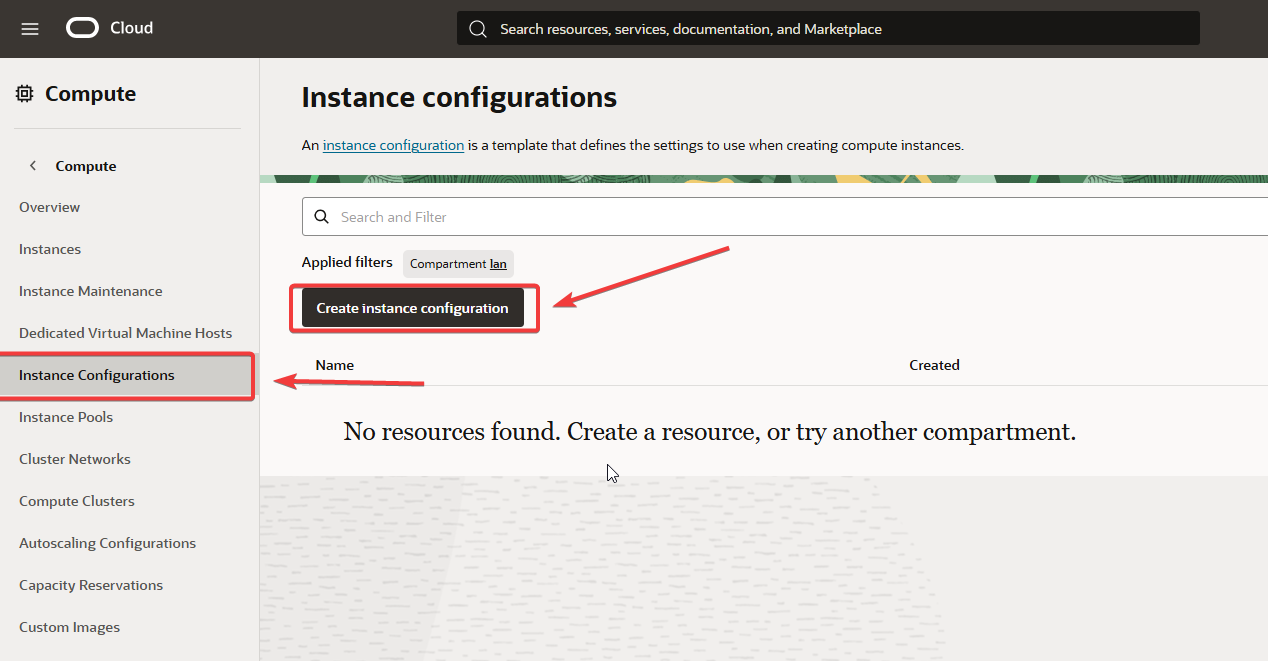 Cloud
Search resources, services, documentation, and Marketplace
Compute
Compute
Overview
Instances
Instance Maintenance
Dedicated Virtual Machine Hosts
Instance Configurations
Instance Pools
Cluster Networks
Compute Clusters
Autoscaling Configurations
Capacity Reservations
Custom Images
Instance configurations
An instance configuration is a template that defines the settings to use when creating compute instances.
Search and Filter
Applied filters Compartment lan
Create instance configuration
Name Created
No resources found. Create a resource, or try another compartment.